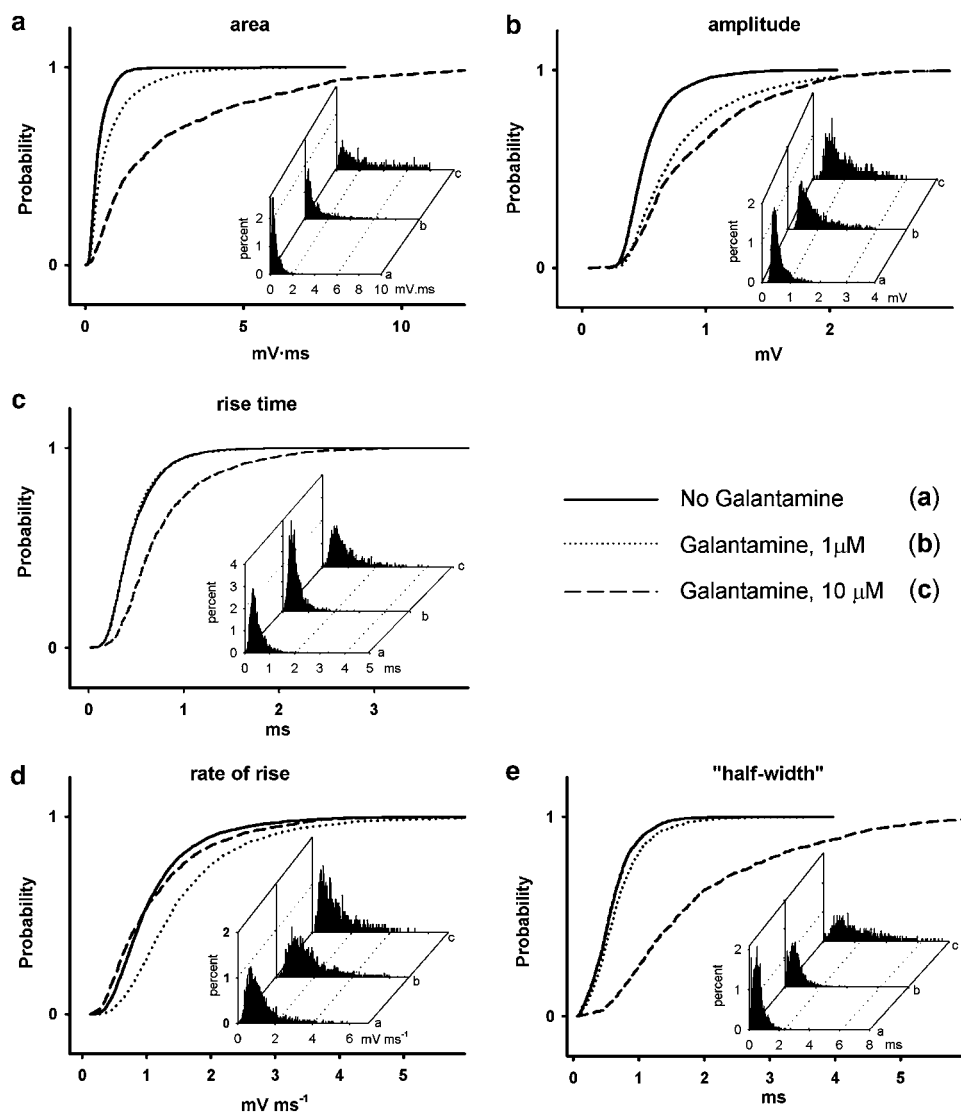 a
area
1
Probability
0
percent
2
1
0
0 2 4 6 8 10 mV.ms
a
b
c
0 5 10
mV·ms
b
amplitude
1
Probability
0
percent
2
1
0
0 1 2 3 4 mV
a
b
c
0 1 2
mV
c
rise time
1
Probability
0
percent
4
3
2
1
0
0 1 2 3 4 5 ms
a
b
c
0 1 2 3
ms
No Galantamine (a)
Galantamine, 1μM (b)
Galantamine, 10 μM (c)
d
rate of rise
1
Probability
0
percent
2
1
0
0 2 4 6
mV ms-1
a
b
c
0 1 2 3 4 5
mV ms-1
e
"half-width"
1
Probability
0
percent
2
1
0
0 2 4 6 8 ms
a
b
c
0 1 2 3 4 5
ms